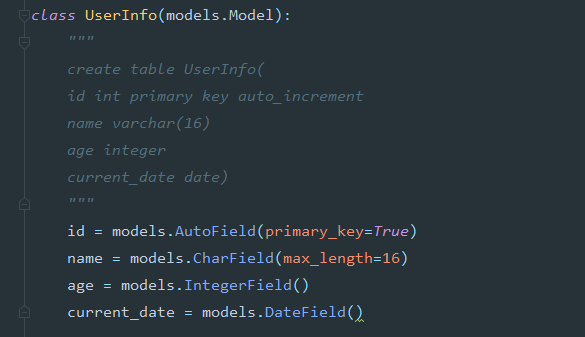 class UserInfo(models.Model):
    """
    create table UserInfo(
    id int primary key auto_increment
    name varchar(16)
    age integer
    current_date date)
    """
    id = models.AutoField(primary_key=True)
    name = models.CharField(max_length=16)
    age = models.IntegerField()
    current_date = models.DateField()